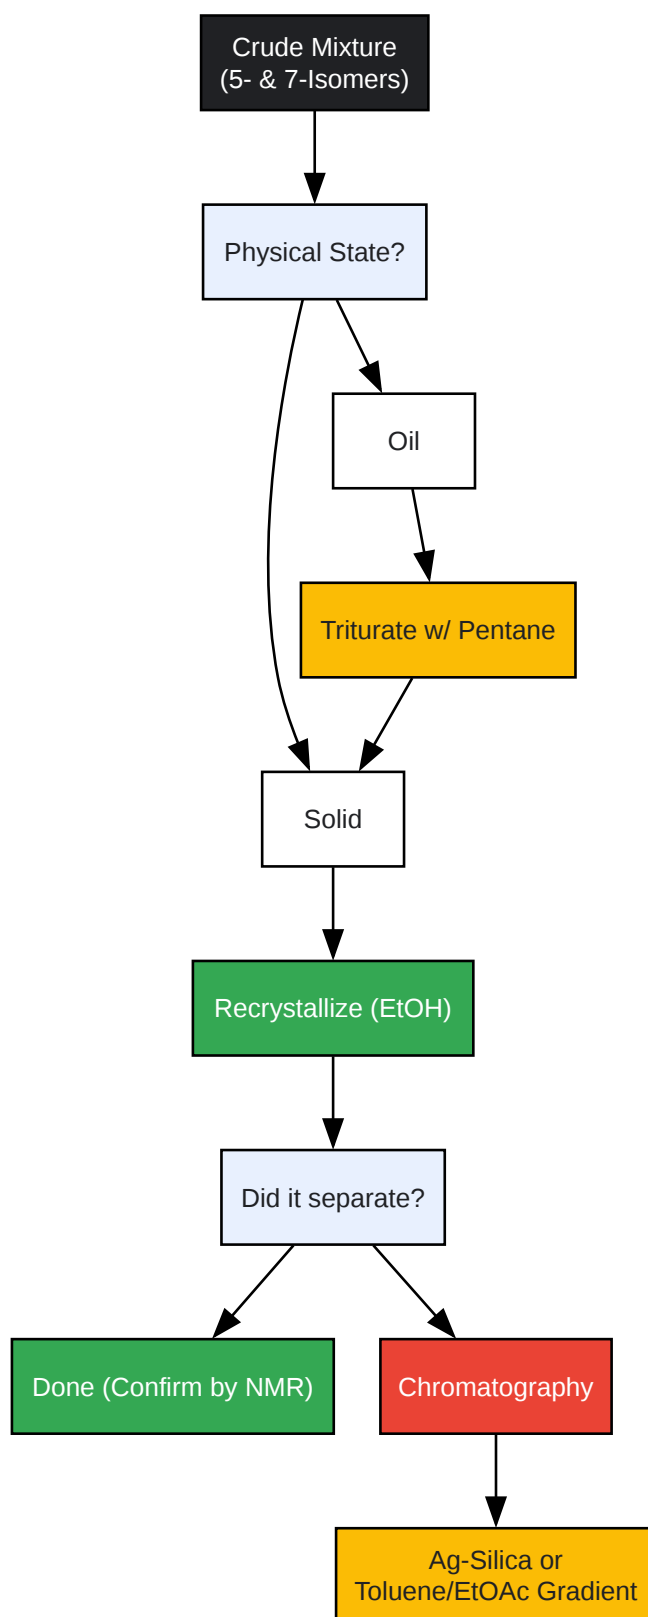 Crude Mixture
(5- & 7-Isomers)
Physical State?
Oil
Triturate w/ Pentane
Solid
Recrystallize (EtOH)
Did it separate?
Done (Confirm by NMR)
Chromatography
Ag-Silica or
Toluene/EtOAc Gradient